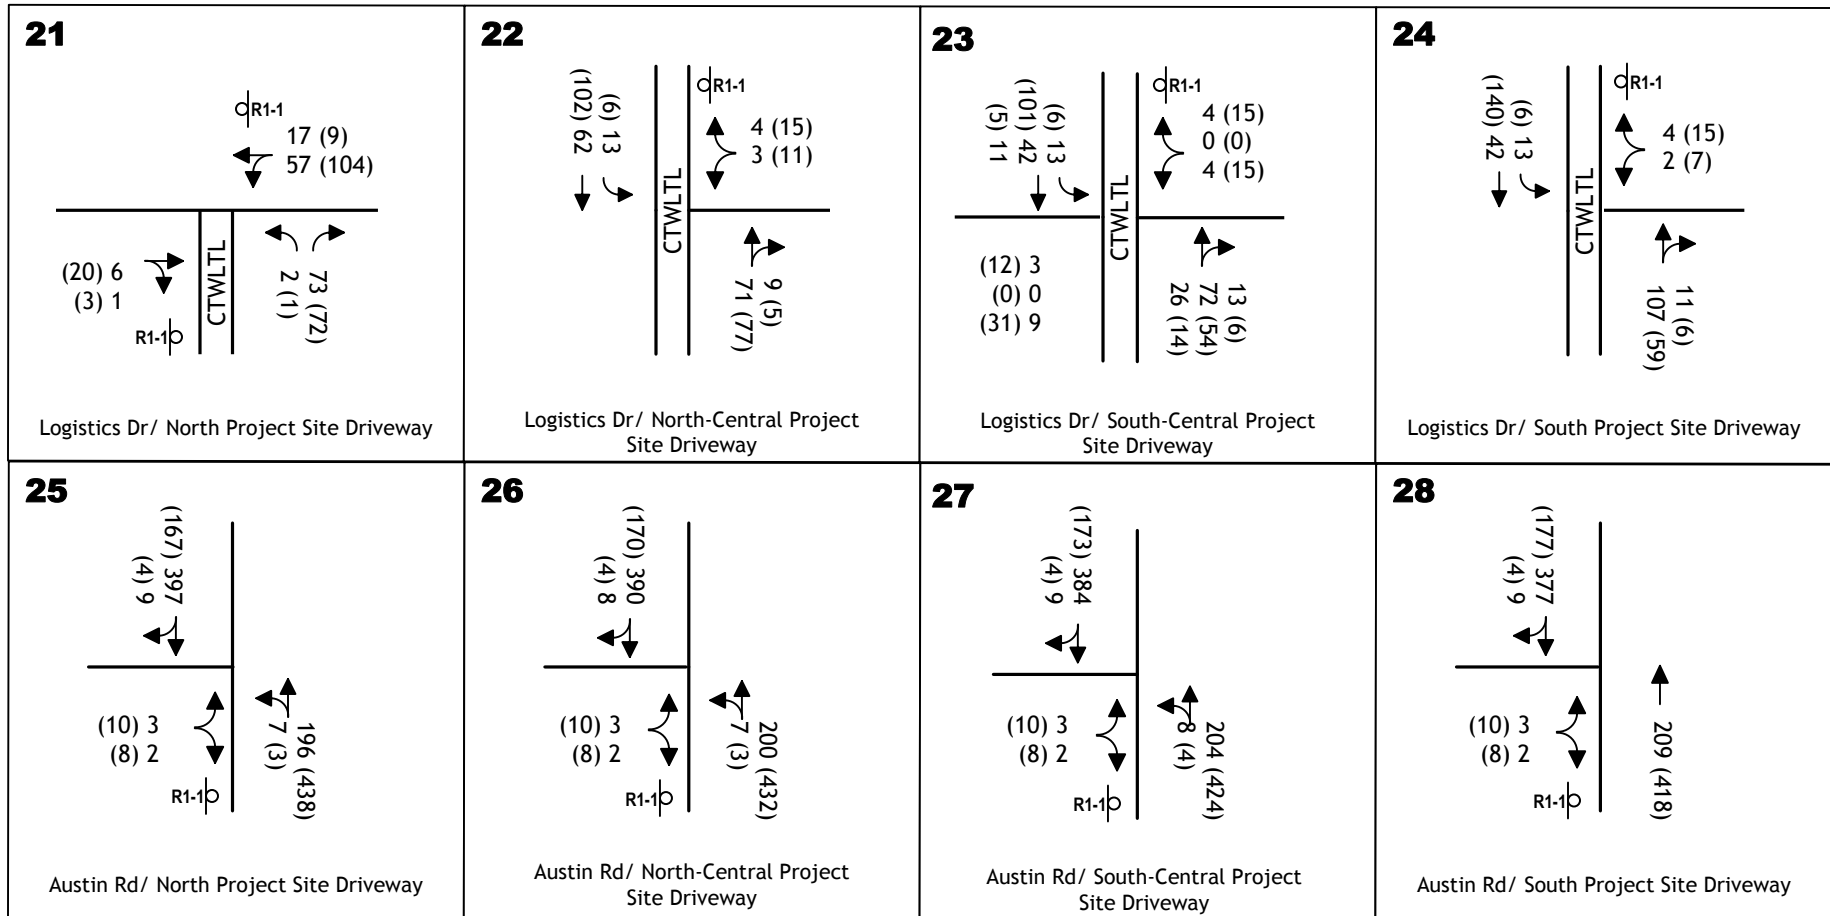 21
R1-1
17 (9)
57 (104)
(20) 6
(3) 1
R1-1
CTWLTL
73 (72)
2 (1)
Logistics Dr/ North Project Site Driveway
22
(6) 13
(102) 62
R1-1
4 (15)
3 (11)
CTWLTL
9 (5)
71 (77)
Logistics Dr/ North-Central Project
Site Driveway
23
(6) 13
(101) 42
(5) 11
R1-1
4 (15)
0 (0)
4 (15)
CTWLTL
(12) 3
(0) 0
(31) 9
13 (6)
72 (54)
26 (14)
Logistics Dr/ South-Central Project
Site Driveway
24
(6) 13
(140) 42
R1-1
4 (15)
2 (7)
CTWLTL
11 (6)
107 (59)
Logistics Dr/ South Project Site Driveway
25
(167) 397
(4) 9
(10) 3
(8) 2
R1-1
196 (438)
7 (3)
Austin Rd/ North Project Site Driveway
26
(170) 390
(4) 8
(10) 3
(8) 2
R1-1
200 (432)
7 (3)
Austin Rd/ North-Central Project
Site Driveway
27
(173) 384
(4) 9
(10) 3
(8) 2
R1-1
204 (424)
8 (4)
Austin Rd/ South-Central Project
Site Driveway
28
(177) 377
(4) 9
(10) 3
(8) 2
R1-1
209 (418)
Austin Rd/ South Project Site Driveway